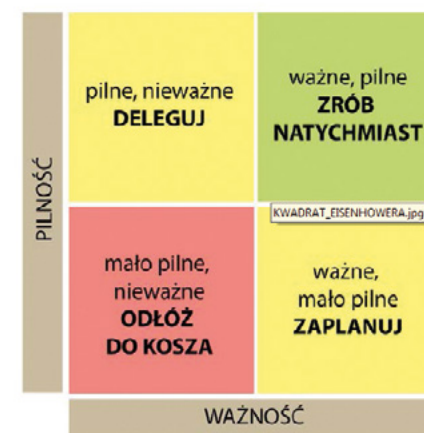 PILNOŚĆ
pilne, nieważne
DELEGUJ
ważne, pilne
ZRÓB
NATYCHMIAST
KWADRAT_EISENHOWERA.jpg
mało pilne,
nieważne
ODŁÓŻ
DO KOSZA
ważne,
mało pilne
ZAPLANUJ
WAŻNOŚĆ